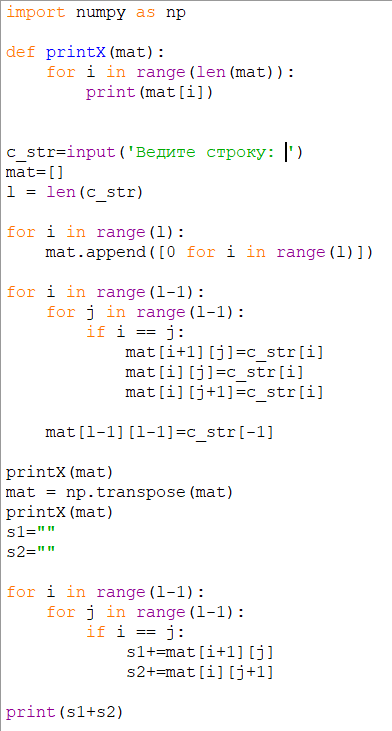 import numpy as np
def printX(mat):
    for i in range(len(mat)):
        print(mat[i])
c_str=input('Ведите строку: ')
mat=[]
l = len(c_str)
for i in range(l):
    mat.append([0 for i in range(l)])
for i in range(l-1):
    for j in range(l-1):
        if i == j:
            mat[i+1][j]=c_str[i]
            mat[i][j]=c_str[i]
            mat[i][j+1]=c_str[i]
    mat[l-1][l-1]=c_str[-1]
printX(mat)
mat = np.transpose(mat)
printX(mat)
s1=""
s2=""
for i in range(l-1):
    for j in range(l-1):
        if i == j:
            s1+=mat[i+1][j]
            s2+=mat[i][j+1]
print(s1+s2)